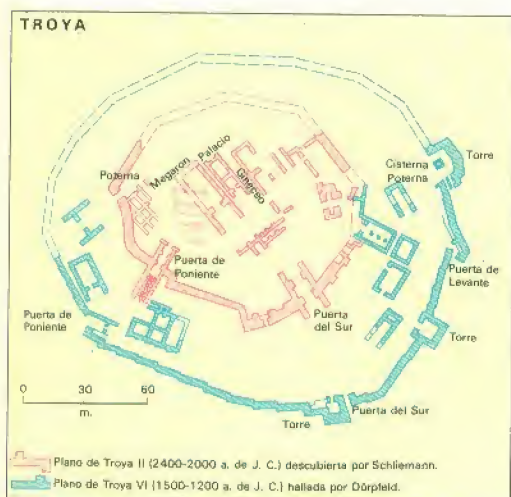 TROYA
Torre
Cisterna
Poterna
Palacio
Megaron
Gineceo
Poterna
Puerta de
Poniente
Puerta de
Levante
Puerta de
Poniente
Puerta
del Sur
Torre
0 30 60
m.
Torre
Puerta del Sur
Plano de Troya II (2400-2000 a. de J. C.) descubierta por Schliemann.
Plano de Troya VI (1500-1200 a. de J. C.) hallada por Dörpfeld.